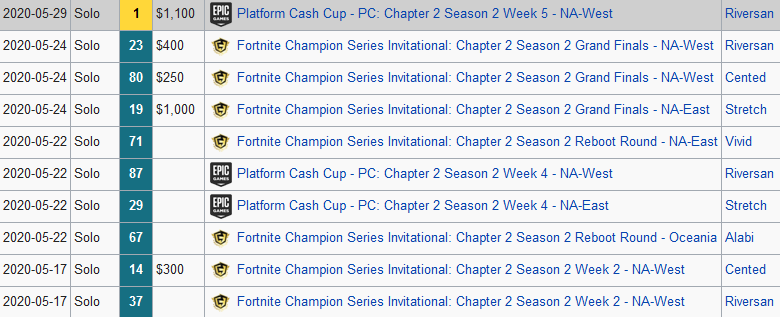 2020-05-29 Solo 1 $1,100 EPIC GAMES Platform Cash Cup - PC: Chapter 2 Season 2 Week 5 - NA-West Riversan
2020-05-24 Solo 23 $400 Fortnite Champion Series Invitational: Chapter 2 Season 2 Grand Finals - NA-West Riversan
2020-05-24 Solo 80 $250 Fortnite Champion Series Invitational: Chapter 2 Season 2 Grand Finals - NA-West Cented
2020-05-24 Solo 19 $1,000 Fortnite Champion Series Invitational: Chapter 2 Season 2 Grand Finals - NA-East Stretch
2020-05-22 Solo 71 Fortnite Champion Series Invitational: Chapter 2 Season 2 Reboot Round - NA-East Vivid
2020-05-22 Solo 87 EPIC GAMES Platform Cash Cup - PC: Chapter 2 Season 2 Week 4 - NA-West Riversan
2020-05-22 Solo 29 EPIC GAMES Platform Cash Cup - PC: Chapter 2 Season 2 Week 4 - NA-East Stretch
2020-05-22 Solo 67 Fortnite Champion Series Invitational: Chapter 2 Season 2 Reboot Round - Oceania Alabi
2020-05-17 Solo 14 $300 Fortnite Champion Series Invitational: Chapter 2 Season 2 Week 2 - NA-West Cented
2020-05-17 Solo 37 Fortnite Champion Series Invitational: Chapter 2 Season 2 Week 2 - NA-West Riversan